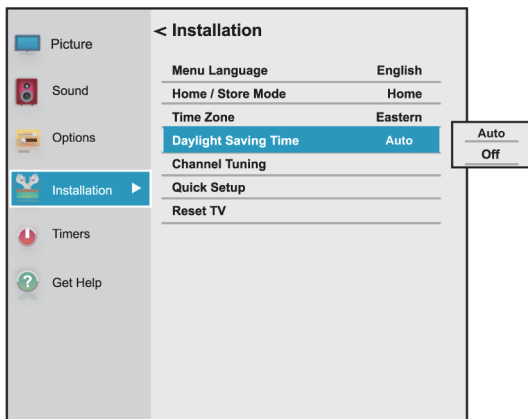 Picture
Sound
Options
Installation
Timers
Get Help
< Installation
Menu Language English
Home / Store Mode Home
Time Zone Eastern
Daylight Saving Time Auto
Channel Tuning
Quick Setup
Reset TV
Auto
Off